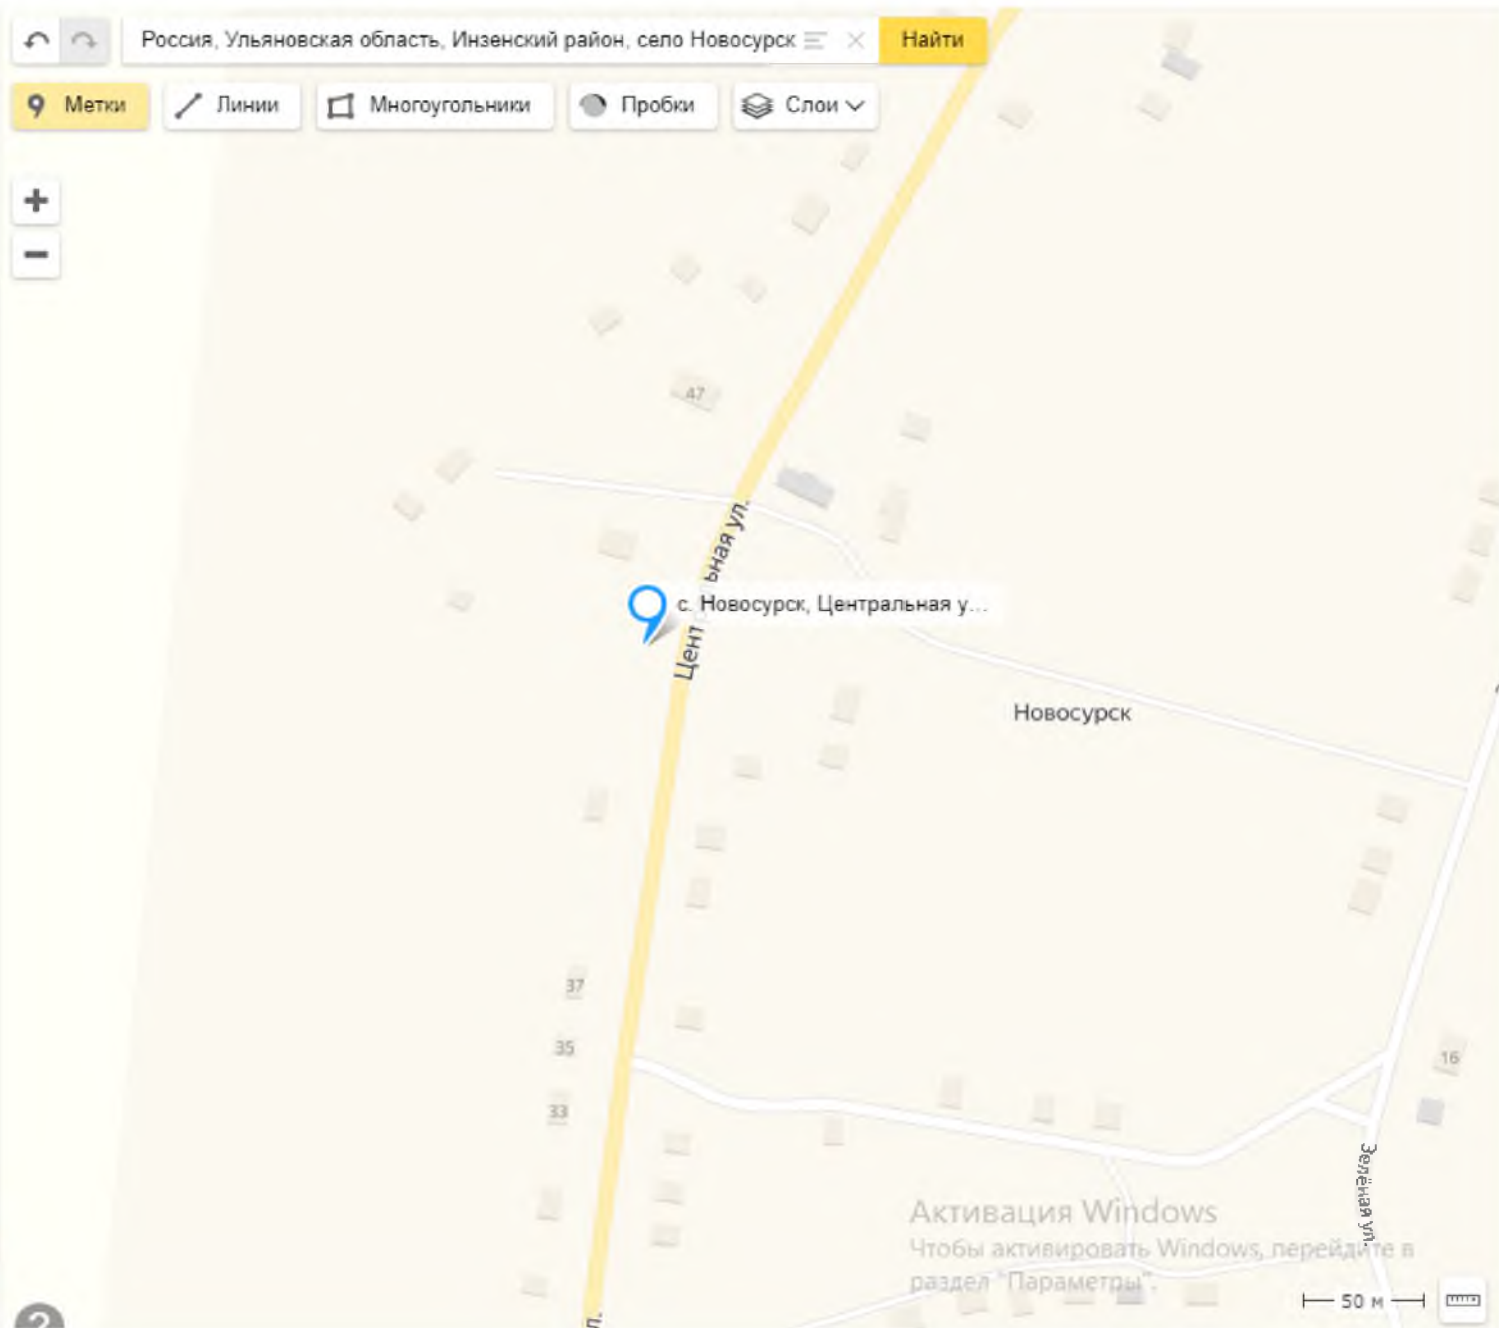 Россия, Ульяновская область, Инзенский район, село Новосурск
Найти
Метки
Линии
Многоугольники
Пробки
Слои
47
Центральная ул.
с. Новосурск, Центральная у...
Новосурск
37
35
33
16
Зелёная ул.
Активация Windows
Чтобы активировать Windows, перейдите в
раздел "Параметры".
50 м